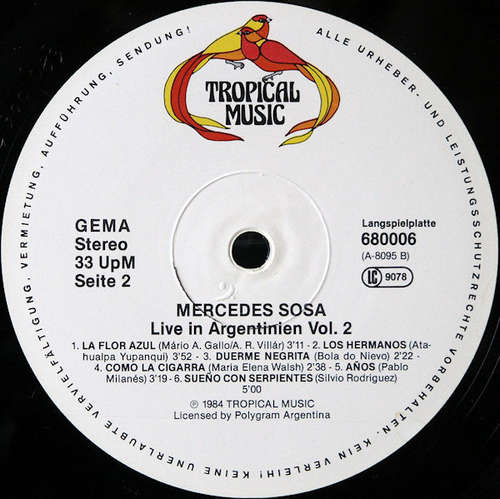 ALLE URHEBER- UND LEISTUNGSSCHUTZRECHTE VORBEHALTEN. KEIN VERLEIH! KEINE UNERLAUBTE VERVIELFÄLTIGUNG, VERMIETUNG, AUFFÜHRUNG, SENDUNG!
TROPICAL
MUSIC
GEMA
Stereo
33 UpM
Seite 2
Langspielplatte
680006
(A-8095 B)
LC 9078
MERCEDES SOSA
Live in Argentinien Vol. 2
1. LA FLOR AZUL (Mário A. Gallo/A. R. Villár) 3'11 - 2. LOS HERMANOS (Ata-
hualpa Yupanqui) 3'52 - 3. DUERME NEGRITA (Bola do Nievo) 2'22 -
4. COMO LA CIGARRA (Maria Elena Walsh) 2'38 - 5. AÑOS (Pablo
Milanés) 3'19 - 6. SUEÑO CON SERPIENTES (Silvio Rodriguez)
5'00
℗ 1984 TROPICAL MUSIC
Licensed by Polygram Argentina